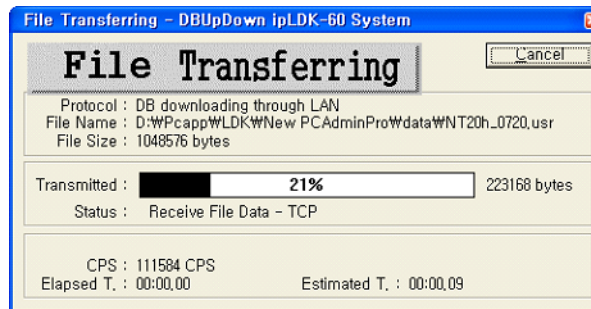 File Transferring - DBUpDown ipLDK-60 System
File Transferring
Cancel
Protocol : DB downloading through LAN
File Name : D:₩Pcapp₩LDK₩New PCAdminPro₩data₩NT20h_0720.usr
File Size : 1048576 bytes
Transmitted : 21% 223168 bytes
Status : Receive File Data - TCP
CPS : 111584 CPS
Elapsed T. : 00:00.00 Estimated T. : 00:00.09